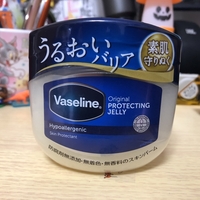 うるおいバリア
素肌
守りぬく
Vaseline.
Original
PROTECTING
JELLY
Hypoallergenic
Skin Protectant
防腐剤無添加・無着色・無香料のスキンバーム